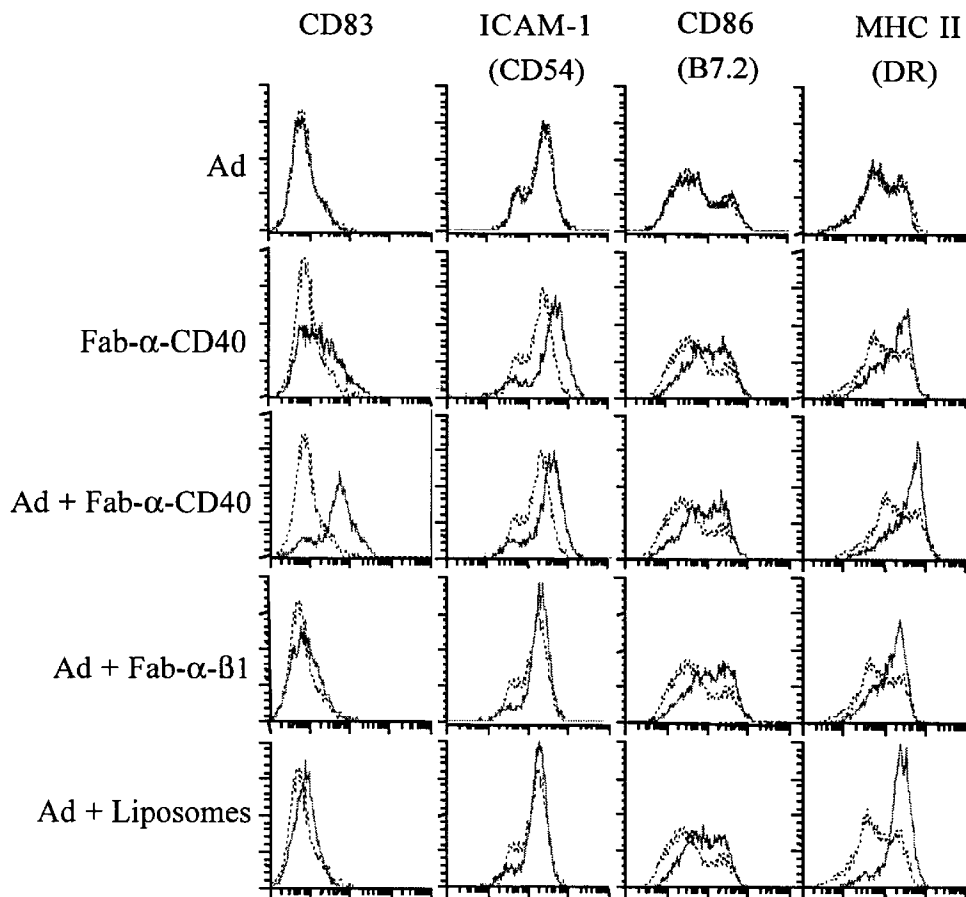 CD83 ICAM-1 CD86 MHC II
(CD54) (B7.2) (DR)
Ad
Fab-α-CD40
Ad + Fab-α-CD40
Ad + Fab-α-ß1
Ad + Liposomes